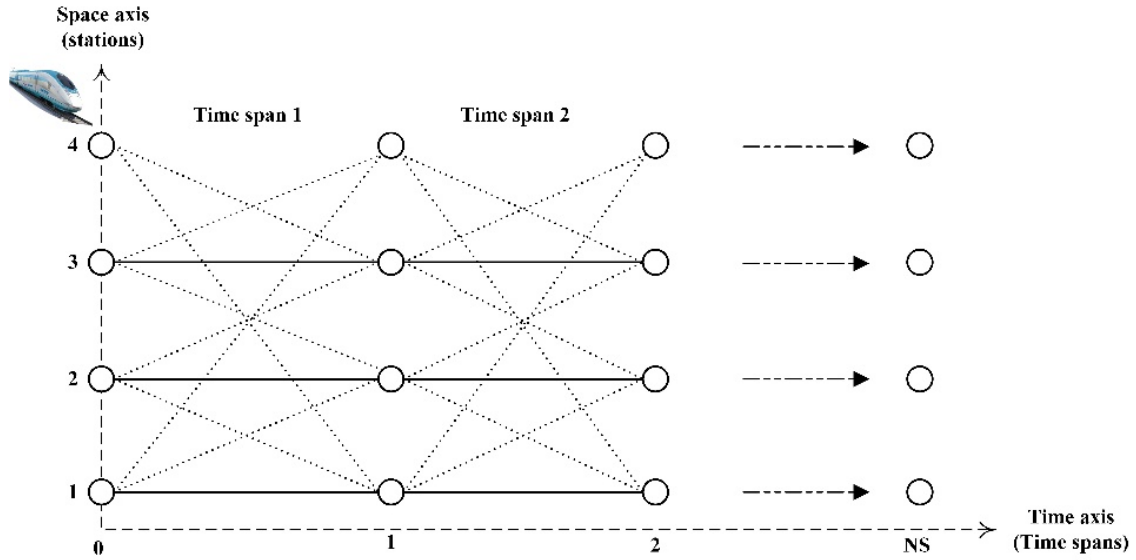 Space axis
(stations)
Time span 1
Time span 2
4
3
2
1
0
1
2
NS
Time axis
(Time spans)